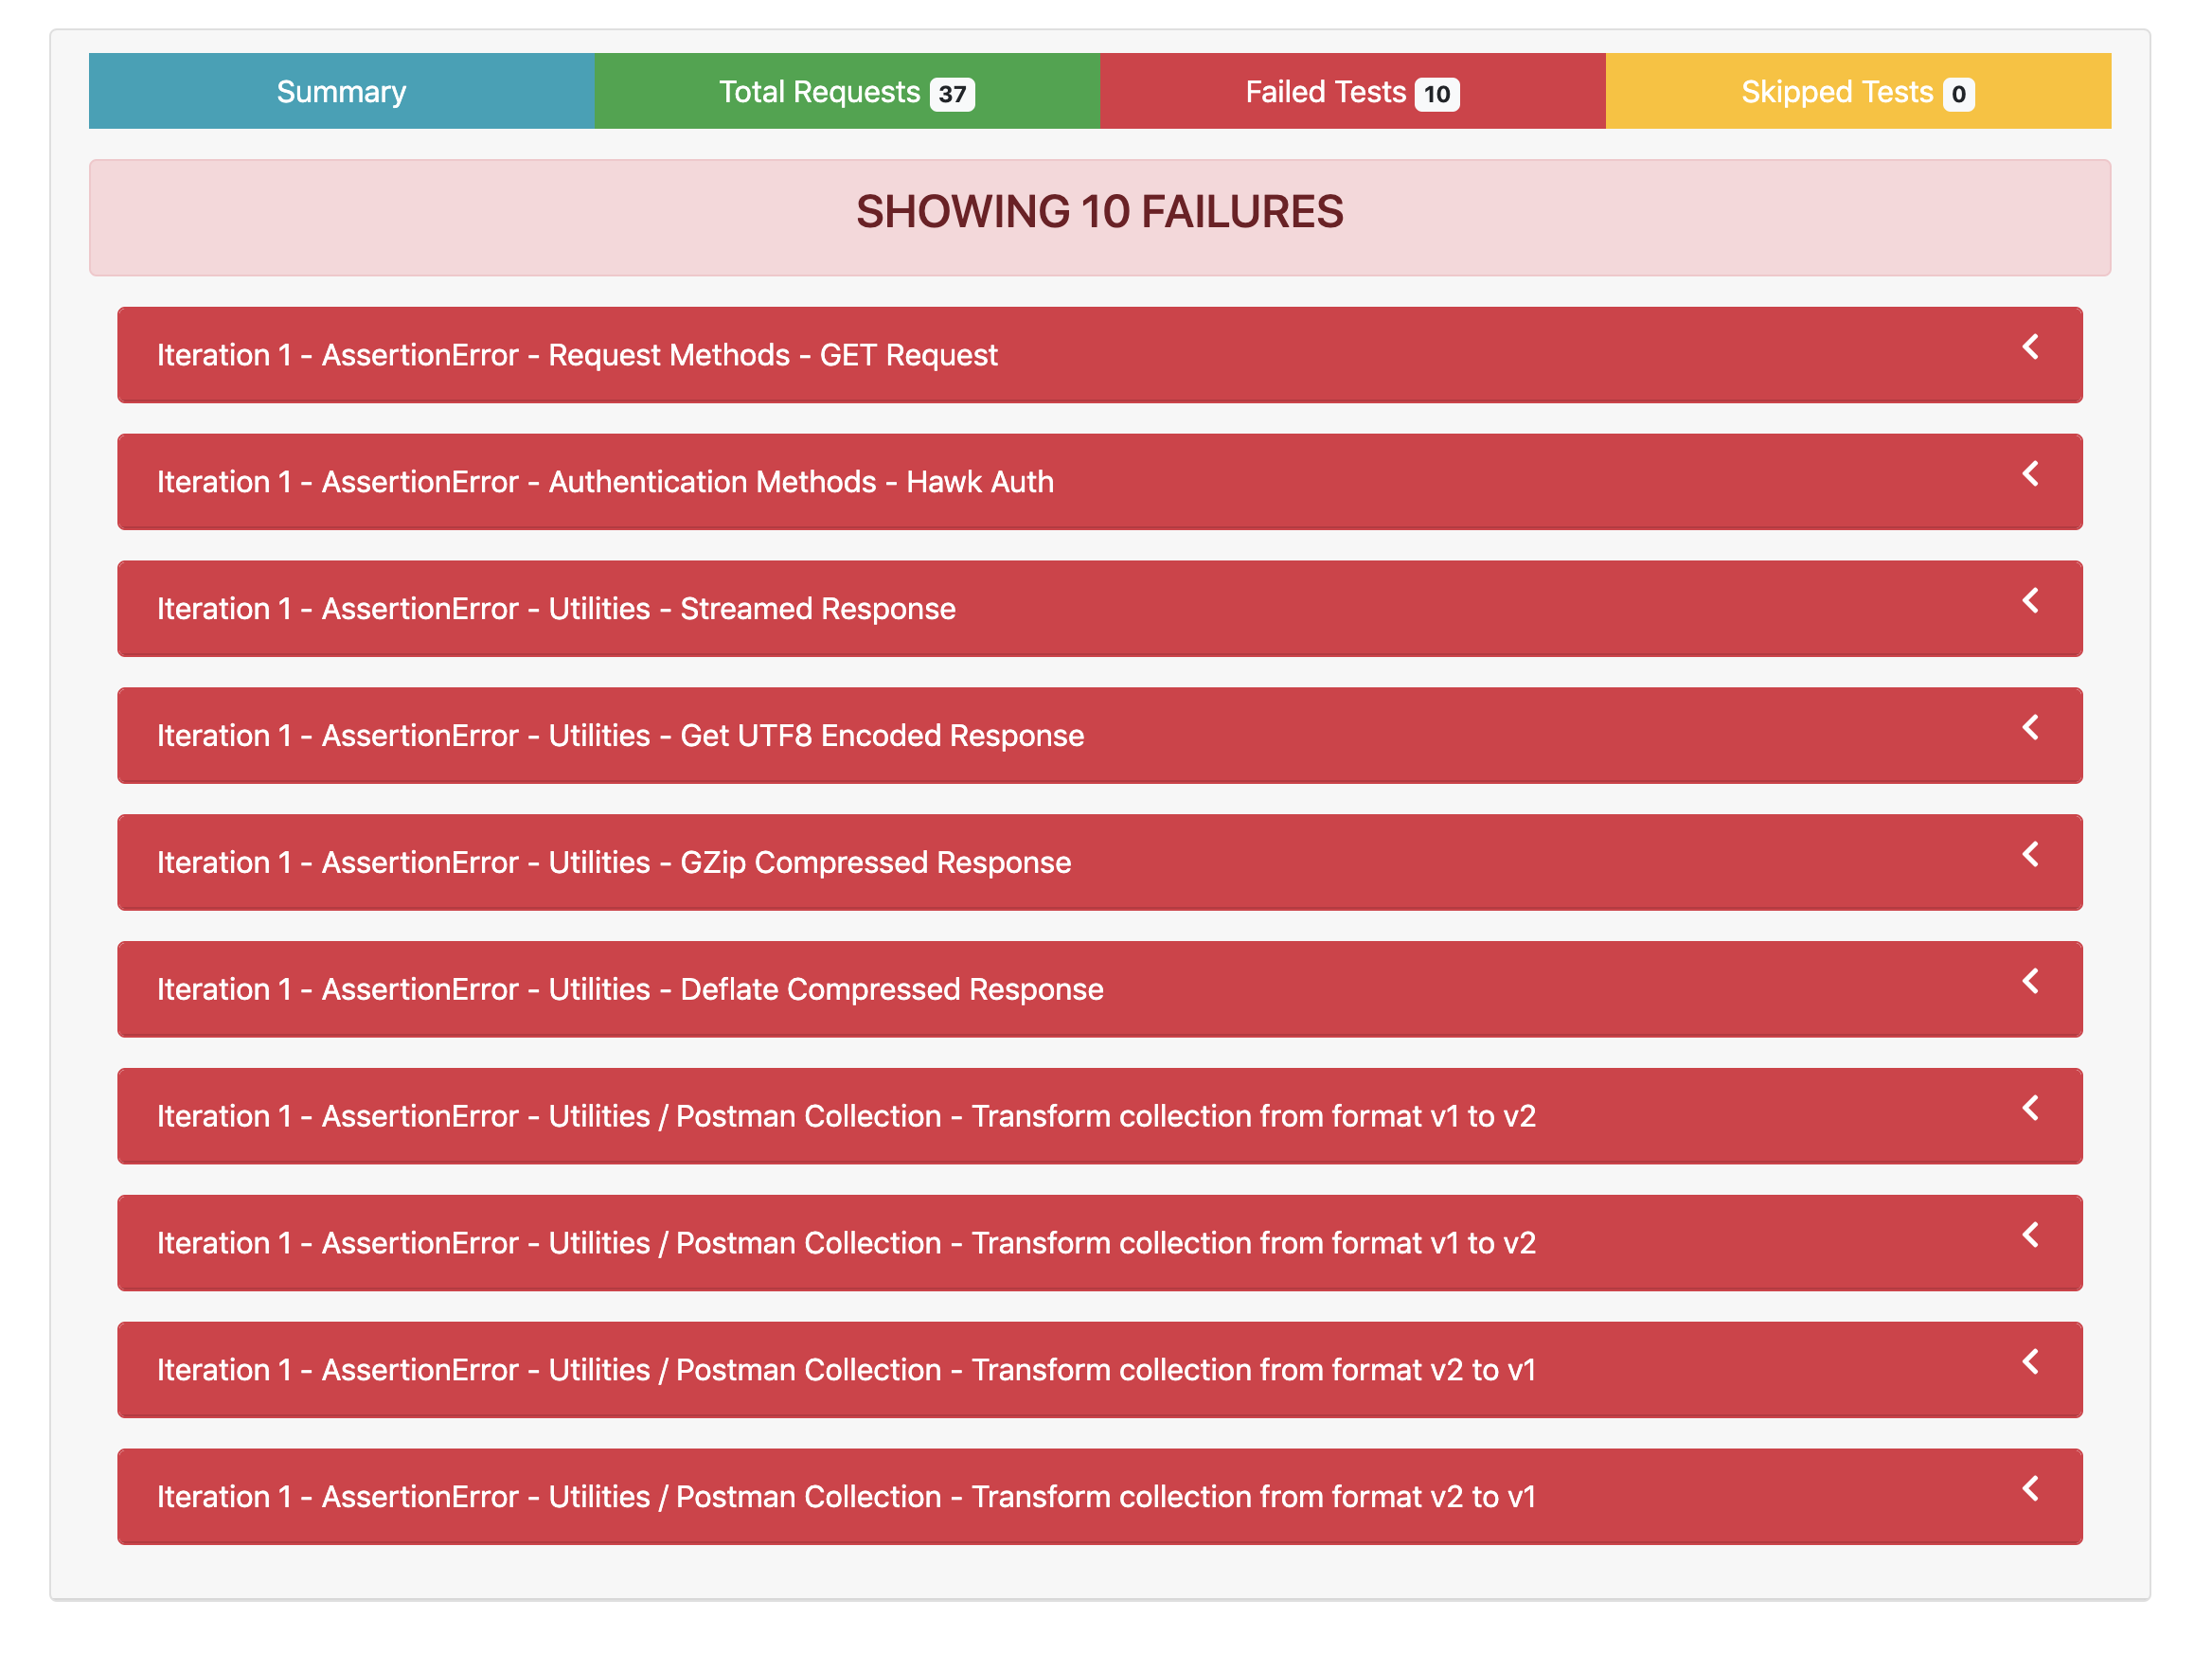 Summary
Total Requests 37
Failed Tests 10
Skipped Tests 0
SHOWING 10 FAILURES
Iteration 1 - AssertionError - Request Methods - GET Request
Iteration 1 - AssertionError - Authentication Methods - Hawk Auth
Iteration 1 - AssertionError - Utilities - Streamed Response
Iteration 1 - AssertionError - Utilities - Get UTF8 Encoded Response
Iteration 1 - AssertionError - Utilities - GZip Compressed Response
Iteration 1 - AssertionError - Utilities - Deflate Compressed Response
Iteration 1 - AssertionError - Utilities / Postman Collection - Transform collection from format v1 to v2
Iteration 1 - AssertionError - Utilities / Postman Collection - Transform collection from format v1 to v2
Iteration 1 - AssertionError - Utilities / Postman Collection - Transform collection from format v2 to v1
Iteration 1 - AssertionError - Utilities / Postman Collection - Transform collection from format v2 to v1